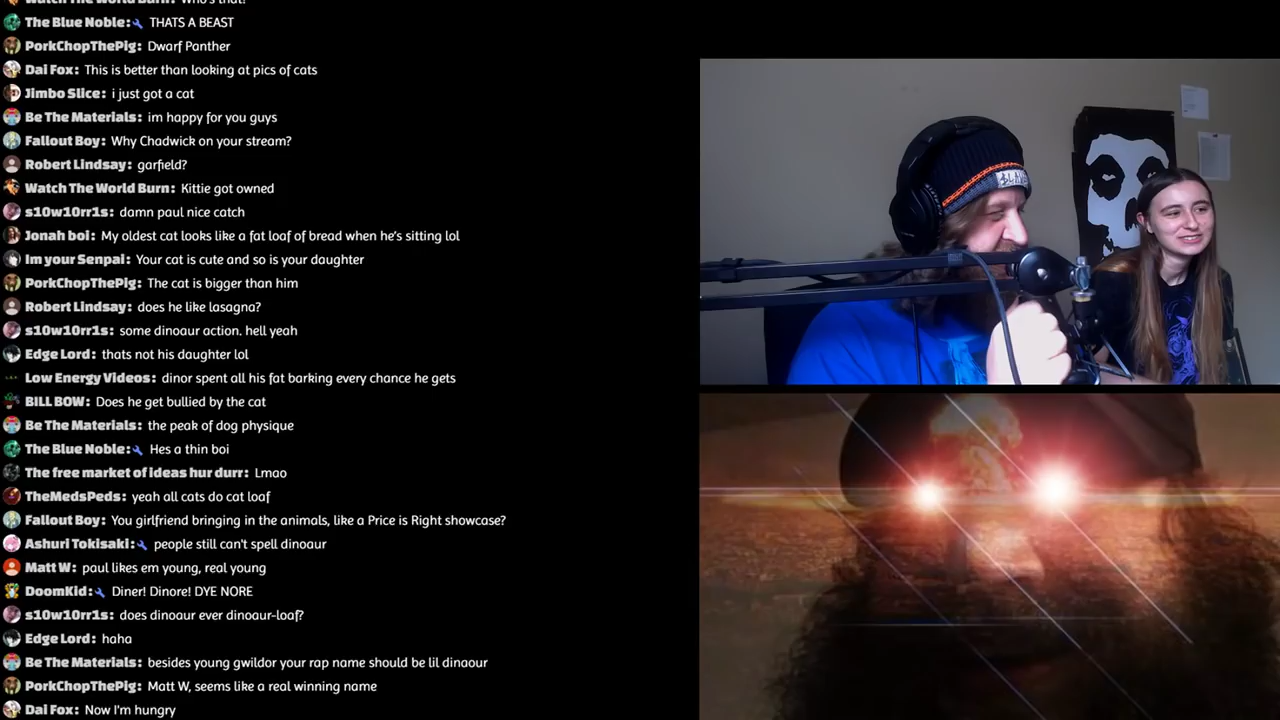 Watch The World Burn: Who's that?
The Blue Noble: THATS A BEAST
PorkChopThePig: Dwarf Panther
Dai Fox: This is better than looking at pics of cats
Jimbo Slice: i just got a cat
Be The Materials: im happy for you guys
Fallout Boy: Why Chadwick on your stream?
Robert Lindsay: garfield?
Watch The World Burn: Kittie got owned
s10w10rr1s: damn paul nice catch
Jonah boi: My oldest cat looks like a fat loaf of bread when he's sitting lol
Im your Senpai: Your cat is cute and so is your daughter
PorkChopThePig: The cat is bigger than him
Robert Lindsay: does he like lasagna?
s10w10rr1s: some dinoaur action. hell yeah
Edge Lord: thats not his daughter lol
Low Energy Videos: dinor spent all his fat barking every chance he gets
BILL BOW: Does he get bullied by the cat
Be The Materials: the peak of dog physique
The Blue Noble: Hes a thin boi
The free market of ideas hur durr: Lmao
TheMedsPeds: yeah all cats do cat loaf
Fallout Boy: You girlfriend bringing in the animals, like a Price is Right showcase?
Ashuri Tokisaki: people still can't spell dinoaur
Matt W: paul likes em young, real young
DoomKid: Diner! Dinore! DYE NORE
s10w10rr1s: does dinoaur ever dinoaur-loaf?
Edge Lord: haha
Be The Materials: besides young gwildor your rap name should be lil dinaour
PorkChopThePig: Matt W, seems like a real winning name
Dai Fox: Now I'm hungry